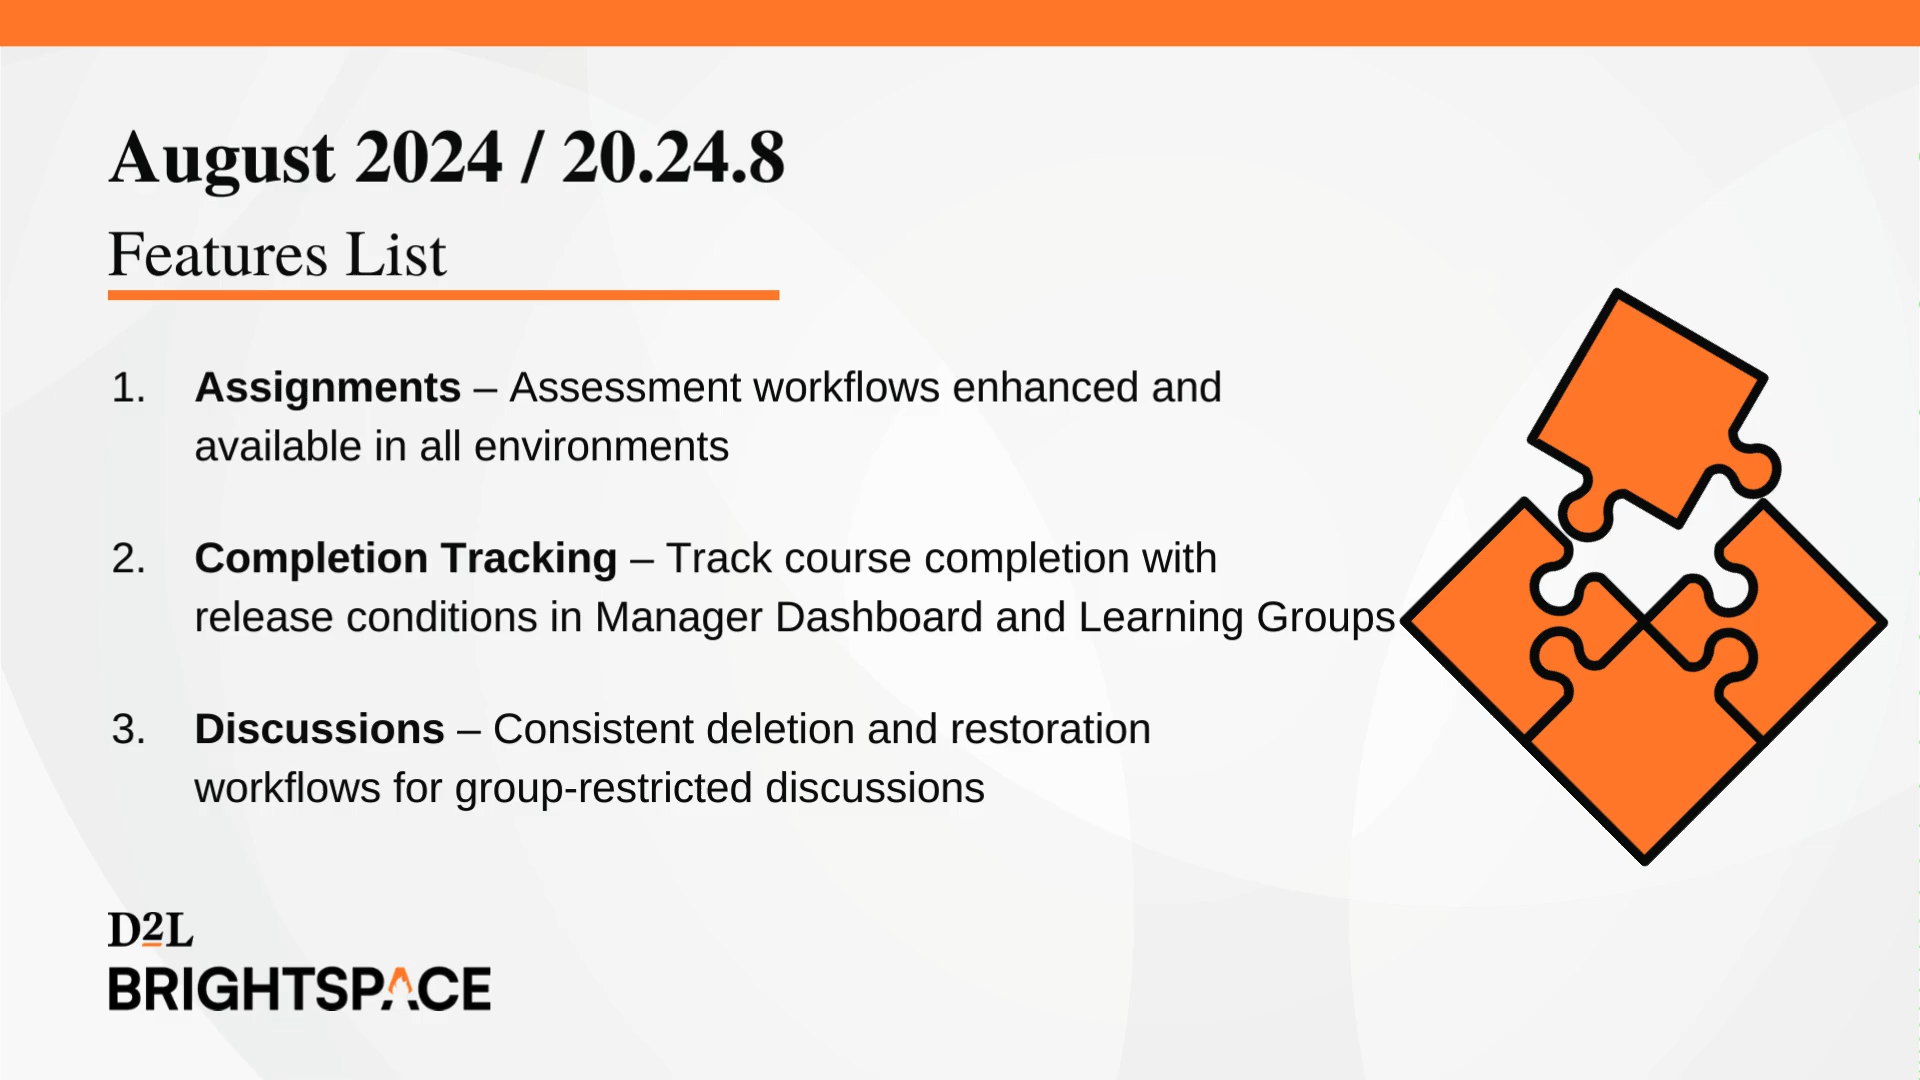 August 2024 / 20.24.8
Features List
1. Assignments – Assessment workflows enhanced and
available in all environments
2. Completion Tracking – Track course completion with
release conditions in Manager Dashboard and Learning Groups
3. Discussions – Consistent deletion and restoration
workflows for group-restricted discussions
D2L
BRIGHTSPACE